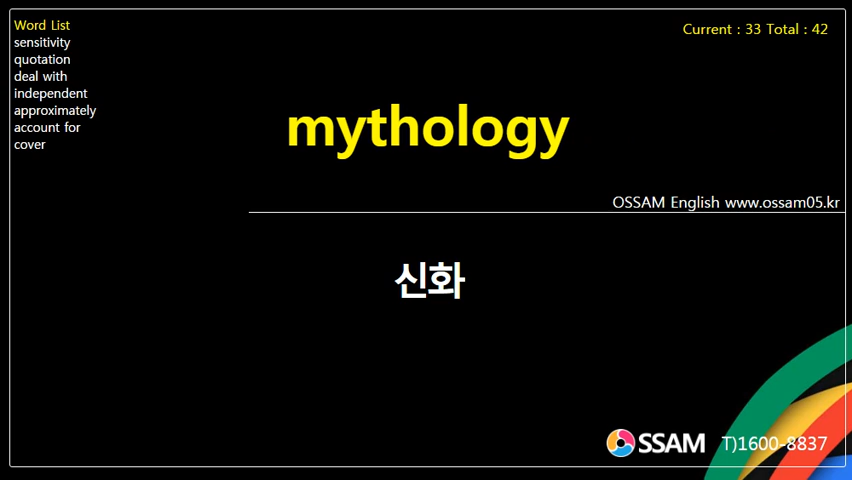 Word List
sensitivity
quotation
deal with
independent
approximately
account for
cover
Current : 33 Total : 42
mythology
OSSAM English www.ossam05.kr
신화
OSSAM T)1600-8837